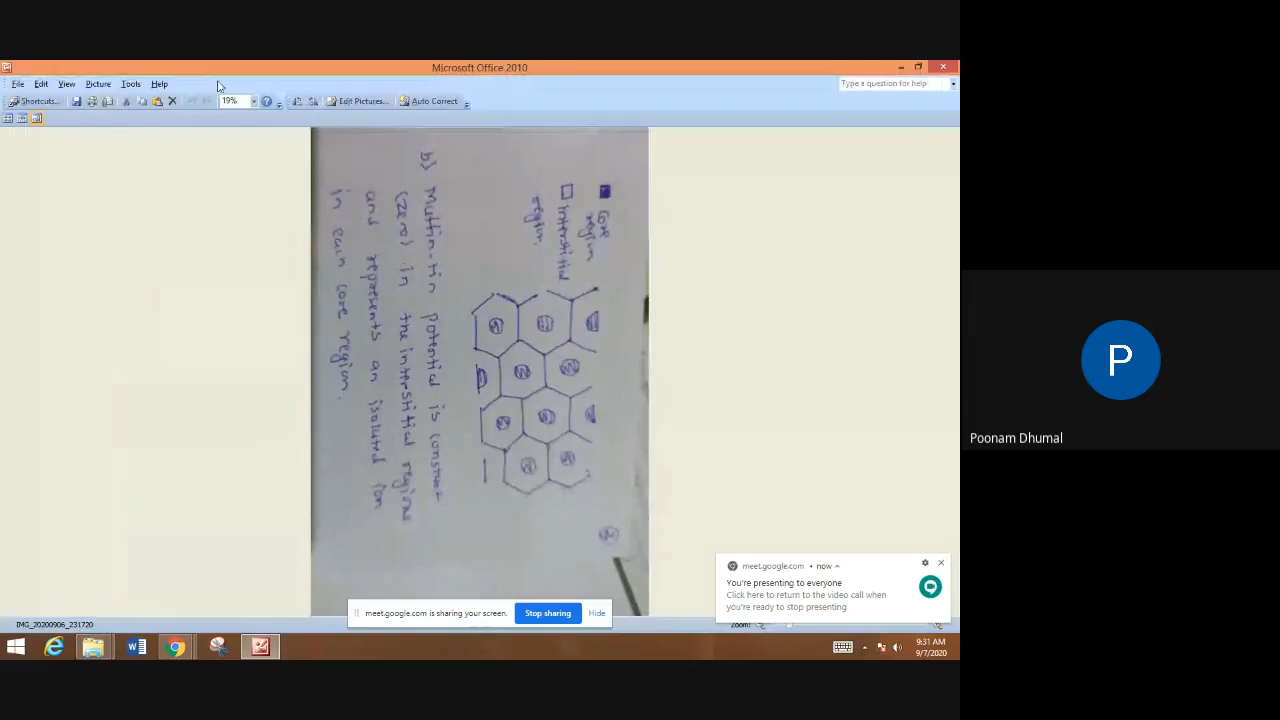 Microsoft Office 2010
File Edit View Picture Tools Help
Type a question for help
Shortcuts...
19%
Edit Pictures...
Auto Correct
core
region
Interstitial
region.
②
b) Muffin-tin potential is constant
(zero) in the interstitial regions
and represents an isolated ion
in each core region.
meet.google.com • now
You're presenting to everyone
Click here to return to the video call when
you're ready to stop presenting
meet.google.com is sharing your screen.
Stop sharing
Hide
IMG_20200906_231720
Zoom:
9:31 AM
9/7/2020
P
Poonam Dhumal